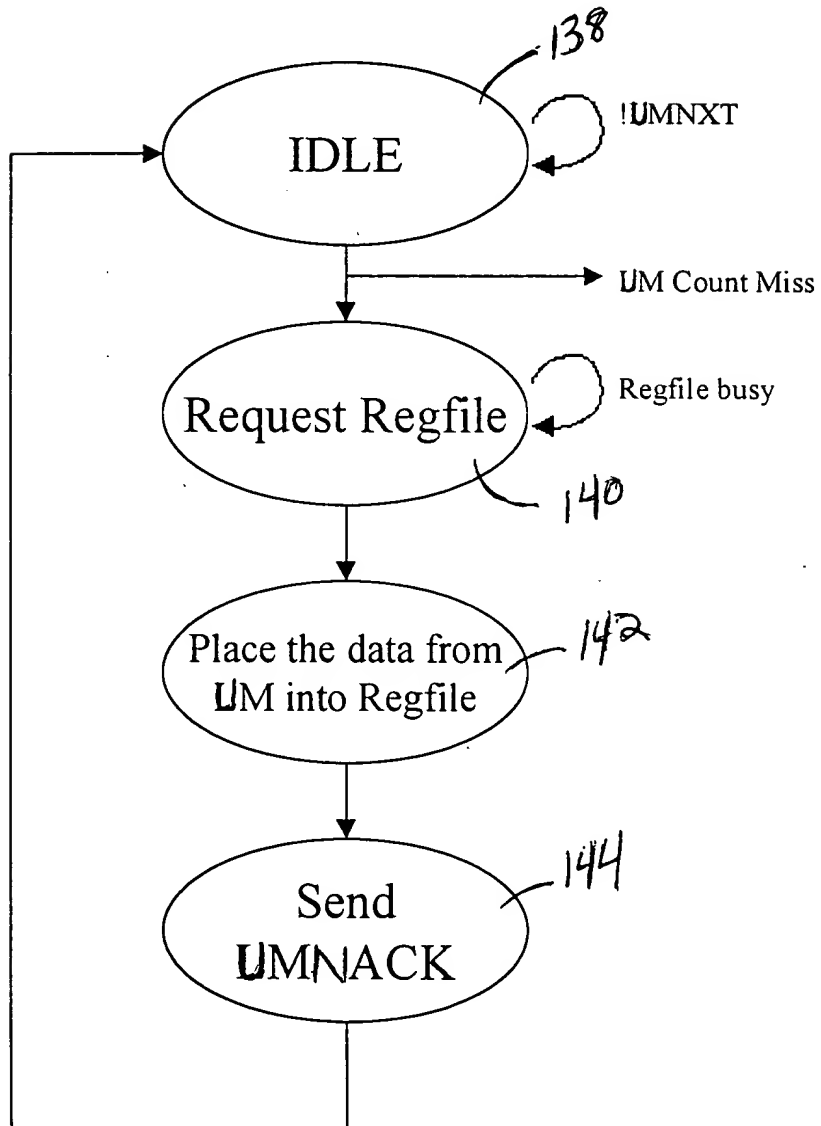 138
IDLE
!UMNXT
UM Count Miss
Request Regfile
Regfile busy
140
Place the data from
UM into Regfile
142
144
Send
UMNACK